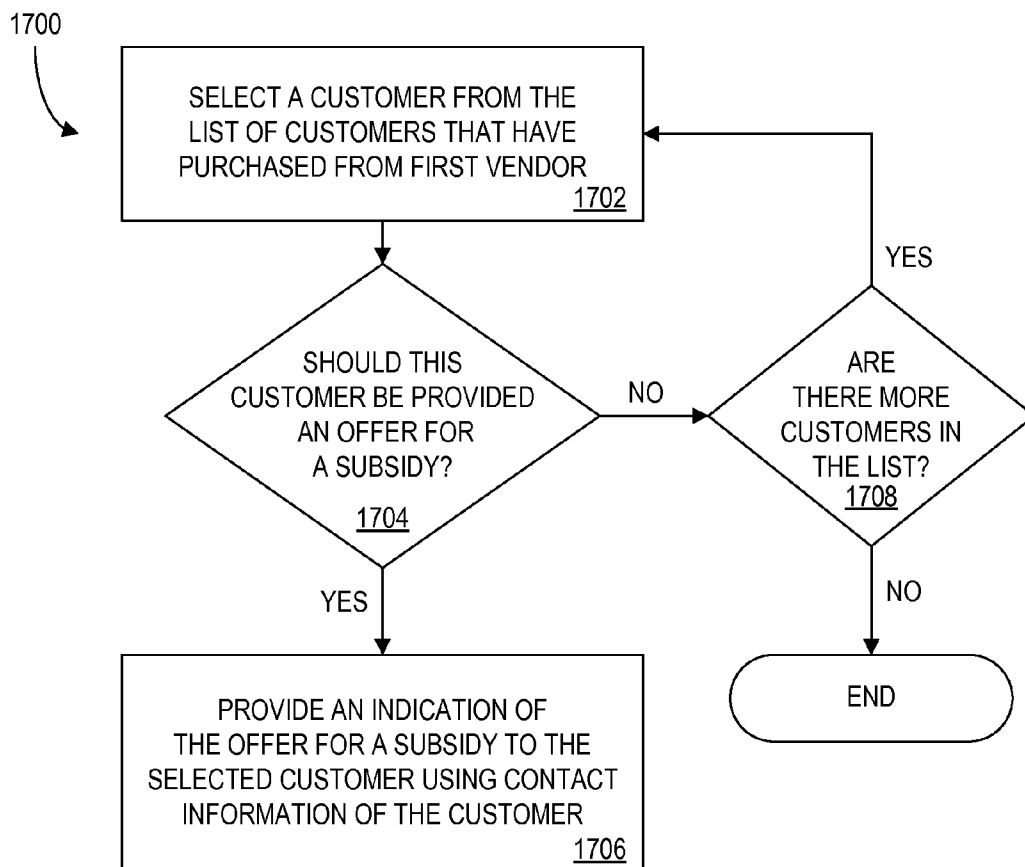 1700
SELECT A CUSTOMER FROM THE
LIST OF CUSTOMERS THAT HAVE
PURCHASED FROM FIRST VENDOR
1702
YES
SHOULD THIS
CUSTOMER BE PROVIDED
AN OFFER FOR
A SUBSIDY?
1704
NO
ARE
THERE MORE
CUSTOMERS IN
THE LIST?
1708
YES
NO
PROVIDE AN INDICATION OF
THE OFFER FOR A SUBSIDY TO THE
SELECTED CUSTOMER USING CONTACT
INFORMATION OF THE CUSTOMER
1706
END